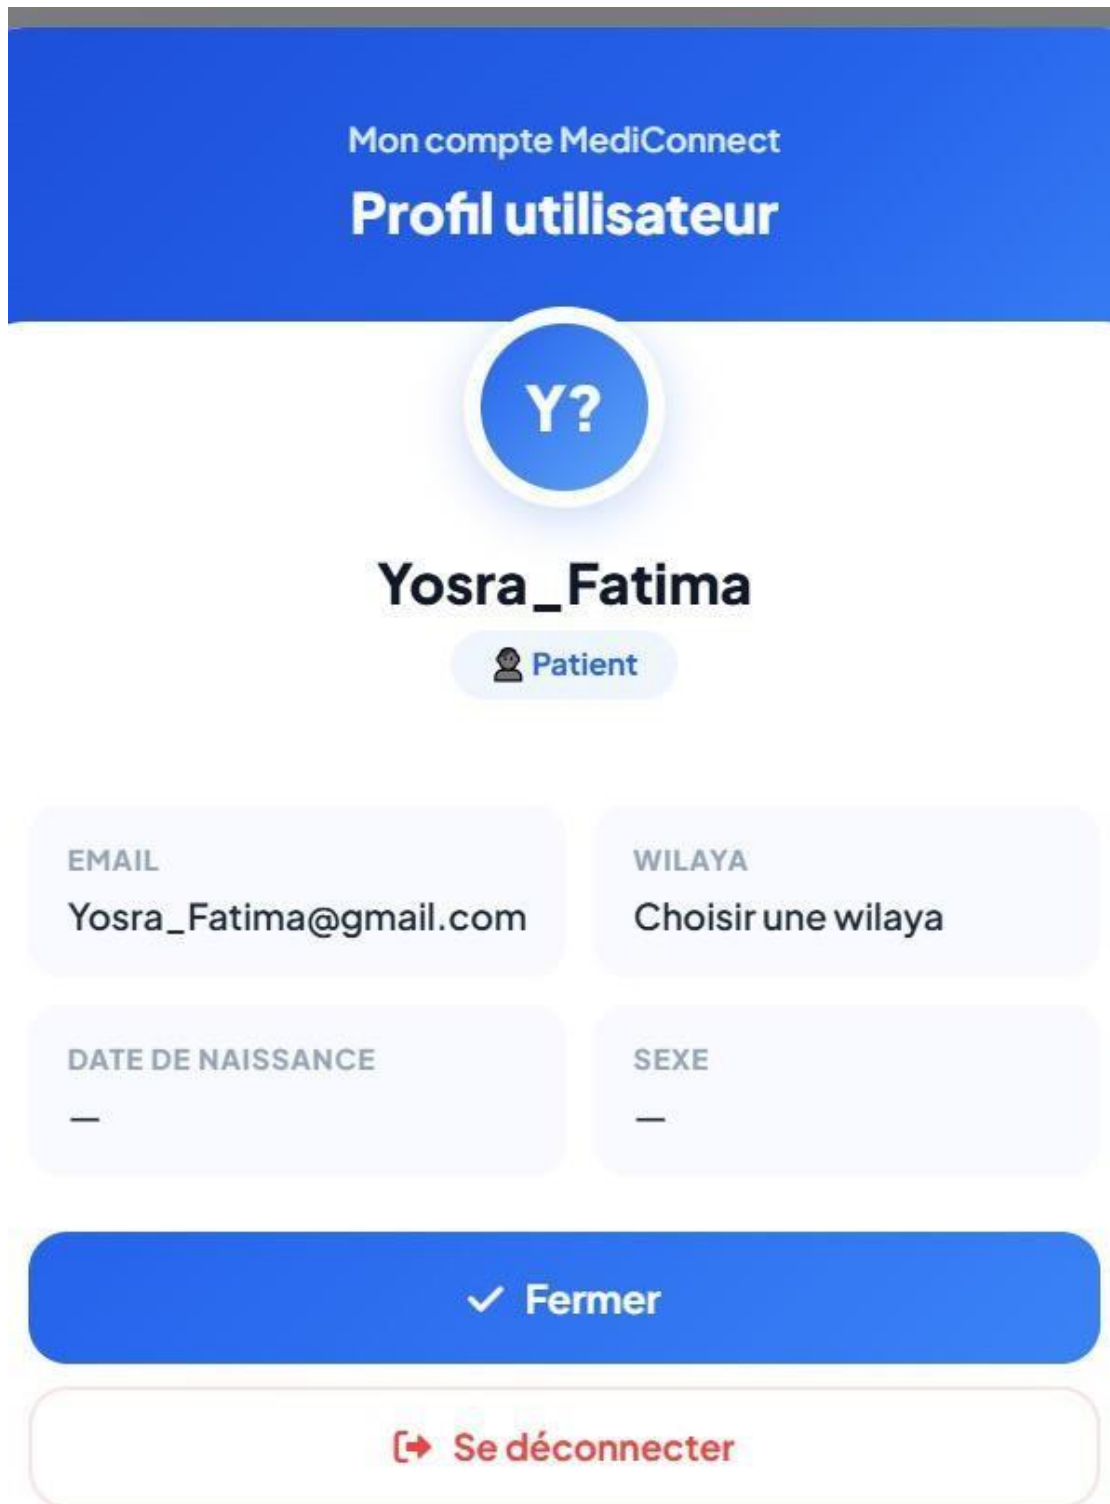 Mon compte MediConnect
Profil utilisateur
Y?
Yosra_Fatima
Patient
EMAIL
Yosra_Fatima@gmail.com
WILAYA
Choisir une wilaya
DATE DE NAISSANCE
—
SEXE
—
Fermer
Se déconnecter